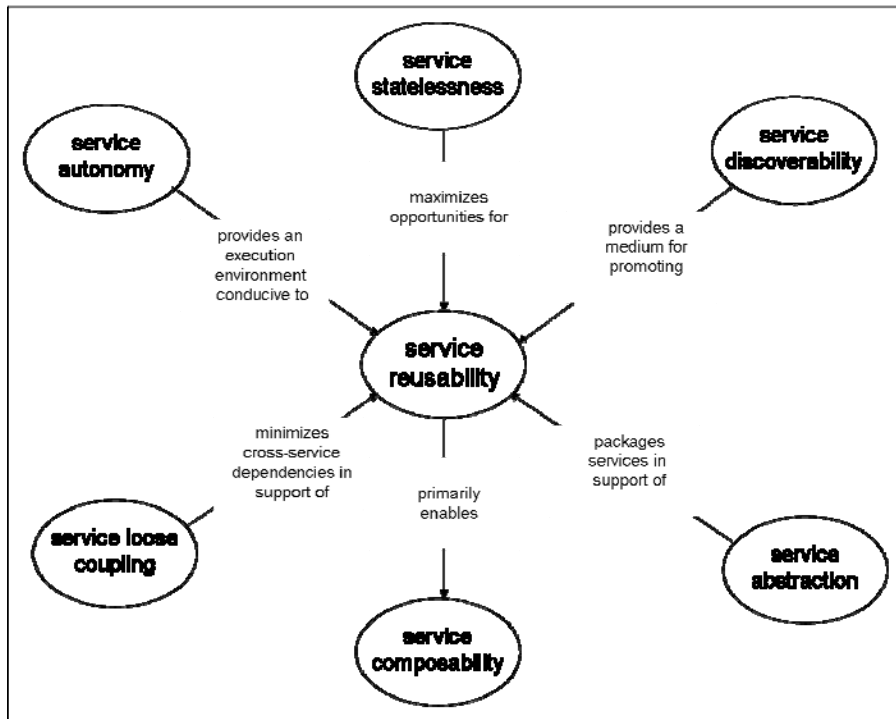 service
statelessness
service
autonomy
service
discoverability
maximizes
opportunities for
provides an
execution
environment
conducive to
provides a
medium for
promoting
service
reusability
minimizes
cross-service
dependencies in
support of
packages
services in
support of
primarily
enables
service loose
coupling
service
abstraction
service
composability